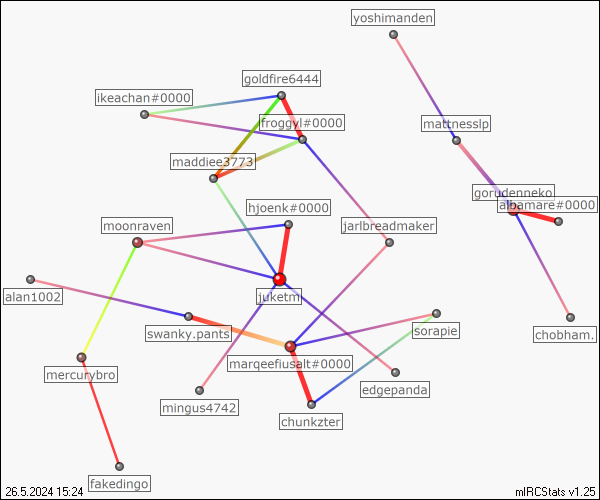 yoshimanden
goldfire6444
ikeachan#0000
froggyl#0000
mattnesslp
maddiee3773
gorudenneko
albamare#0000
hjoenk#0000
moonraven
jarlbreadmaker
alan1002
juketm
swanky.pants
sorapie
chobham.
marqeefiusalt#0000
mercurybro
edgepanda
mingus4742
chunkzter
fakedingo
26.5.2024 15:24
mIRCStats v1.25